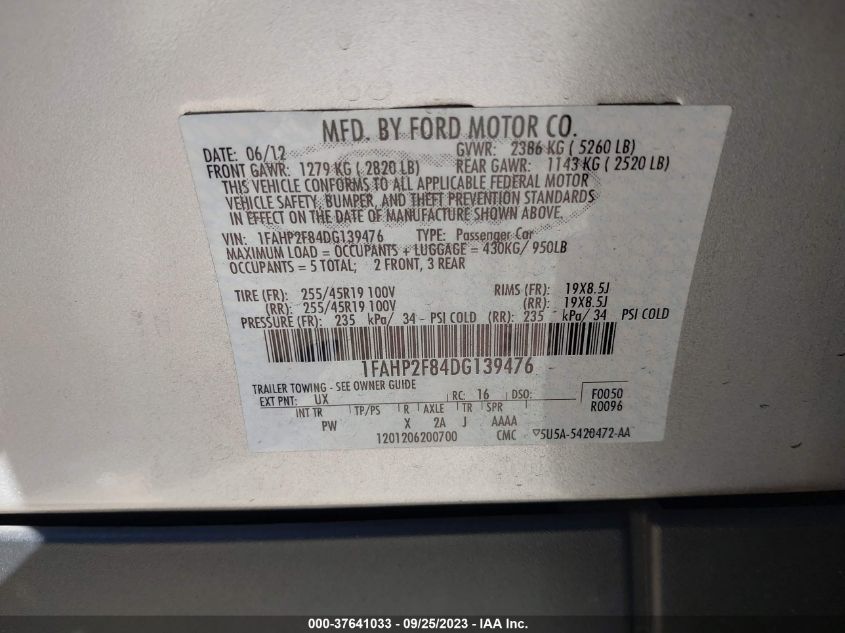 MFD. BY FORD MOTOR CO.
DATE: 06/12 GVWR: 2386 KG ( 5260 LB)
FRONT GAWR: 1279 KG ( 2820 LB) REAR GAWR: 1143 KG ( 2520 LB)
THIS VEHICLE CONFORMS TO ALL APPLICABLE FEDERAL MOTOR
VEHICLE SAFETY, BUMPER, AND THEFT PREVENTION STANDARDS
IN EFFECT ON THE DATE OF MANUFACTURE SHOWN ABOVE.
VIN: 1FAHP2F84DG139476 TYPE: Passenger Car
MAXIMUM LOAD = OCCUPANTS + LUGGAGE = 430KG/ 950LB
OCCUPANTS = 5 TOTAL; 2 FRONT, 3 REAR
TIRE (FR): 255/45R19 100V RIMS (FR): 19X8.5J
(RR): 255/45R19 100V (RR): 19X8.5J
PRESSURE (FR): 235 kPa/ 34 - PSI COLD (RR): 235 - kPa/ 34 PSI COLD
1FAHP2F84DG139476
TRAILER TOWING - SEE OWNER GUIDE
EXT PNT: UX RC: 16 DSO: F0050
INT TR TP/PS R AXLE TR SPR R0096
PW X 2A J AAAA
1201206200700 CMC ▽5U5A-5420472-AA
000-37641033 - 09/25/2023 - IAA Inc.